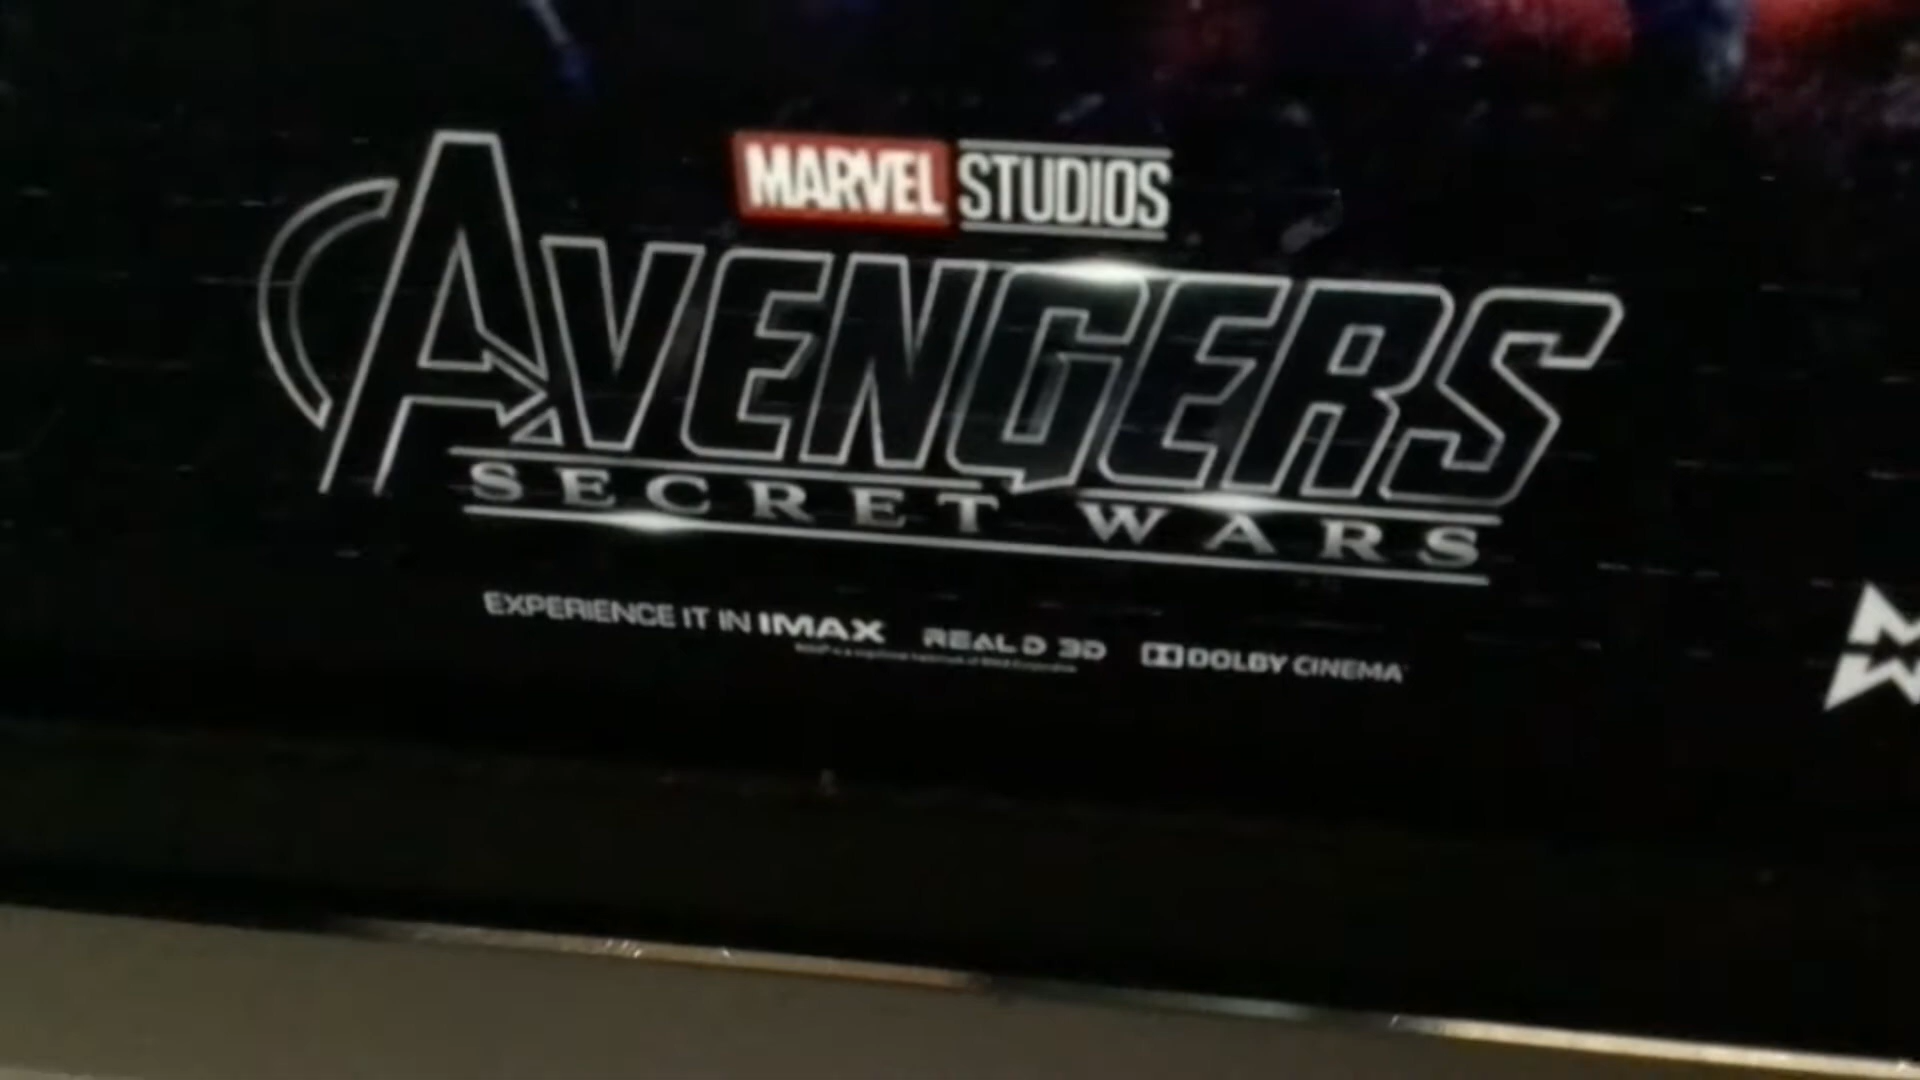 MARVEL STUDIOS
AVENGERS
SECRET WARS
EXPERIENCE IT IN IMAX REAL D 3D DOLBY CINEMA